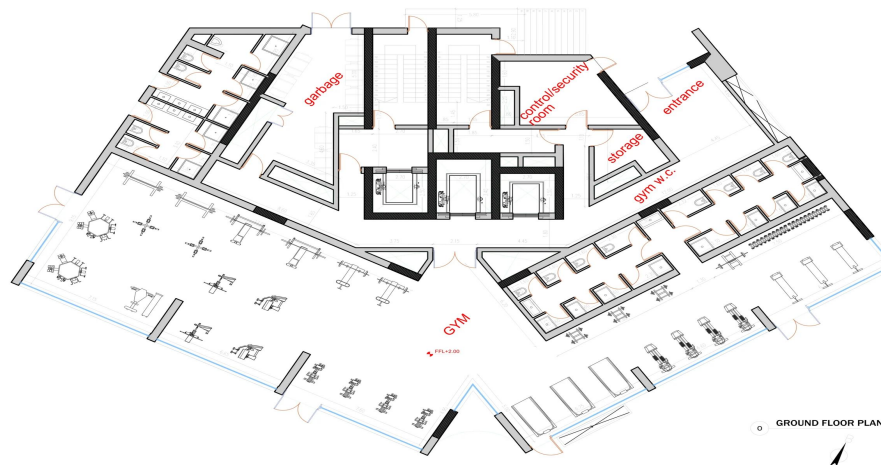 garbage
control/security
room
entrance
storage
gym w.c.
GYM
FFL+2.00
GROUND FLOOR PLAN